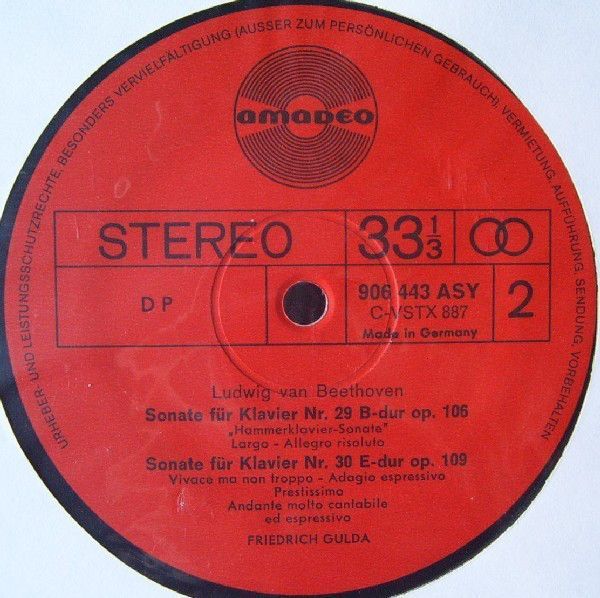 URHEBER- UND LEISTUNGSSCHUTZRECHTE, BESONDERS VERVIELFÄLTIGUNG (AUSSER ZUM PERSÖNLICHEN GEBRAUCH), VERMIETUNG, AUFFÜHRUNG, SENDUNG, VORBEHALTEN
amadeo
STEREO 33 1/3
DP 906 443 ASY 2
C-VSTX 887
Made in Germany
Ludwig van Beethoven
Sonate für Klavier Nr. 29 B-dur op. 106
„Hammerklavier-Sonate"
Largo - Allegro risoluto
Sonate für Klavier Nr. 30 E-dur op. 109
Vivace ma non troppo - Adagio espressivo
Prestissimo
Andante molto cantabile
ed espressivo
FRIEDRICH GULDA